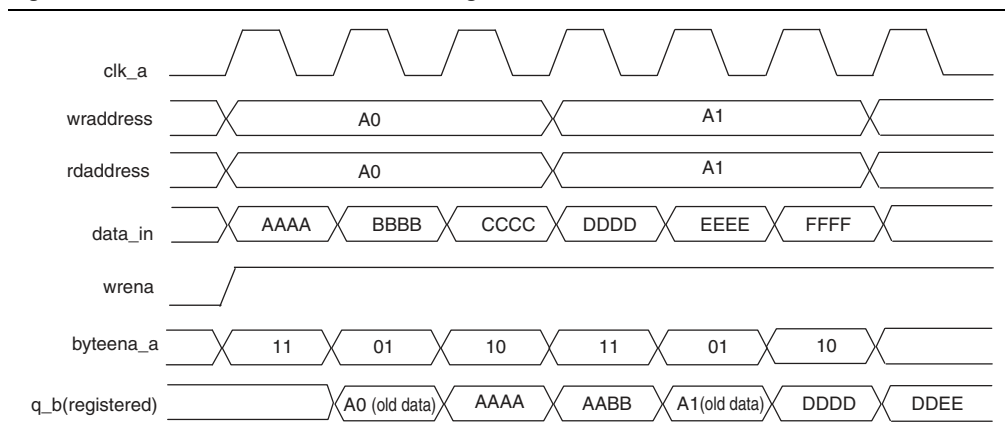 clk_a
wraddress A0 A1
rdaddress A0 A1
data_in AAAA BBBB CCCC DDDD EEEE FFFF
wrena
byteena_a 11 01 10 11 01 10
q_b(registered) A0 (old data) AAAA AABB A1(old data) DDDD DDEE